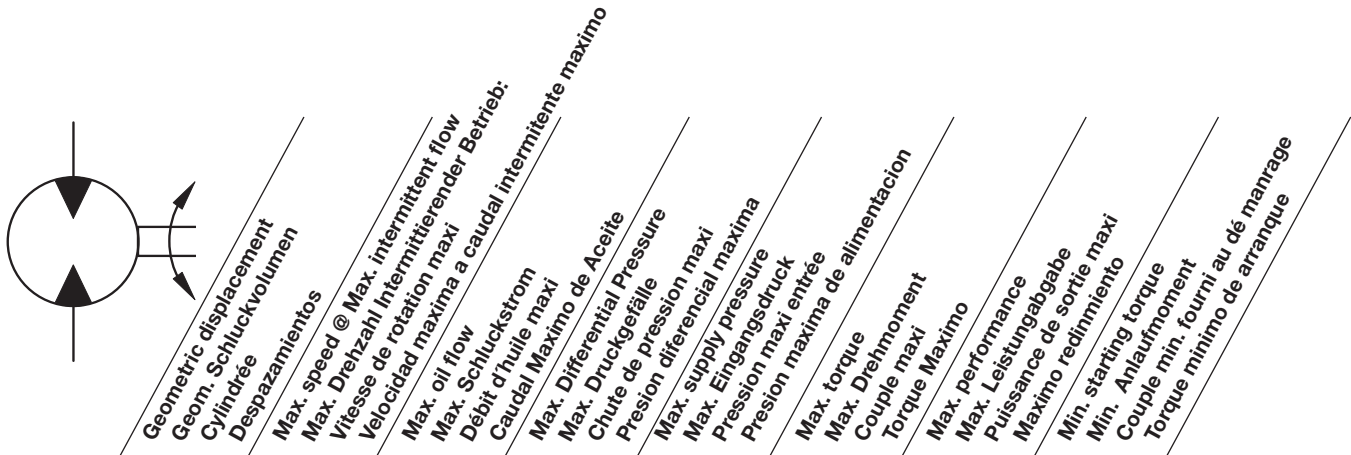 Geometric displacement
Geom. Schluckvolumen
Cylindrée
Despazamientos
Max. speed @ Max. intermittent flow
Max. Drehzahl Intermittierender Betrieb:
Vitesse de rotation maxi
Velocidad maxima a caudal intermitente maximo
Max. oil flow
Max. Schluckstrom
Débit d'huile maxi
Caudal Maximo de Aceite
Max. Differential Pressure
Max. Druckgefälle
Chute de pression maxi
Presion diferencial maxima
Max. supply pressure
Max. Eingangsdruck
Pression maxi entrée
Presion maxima de alimentacion
Max. torque
Max. Drehmoment
Couple maxi
Torque Maximo
Max. performance
Max. Leistungabgabe
Puissance de sortie maxi
Maximo redinmiento
Min. starting torque
Min. Anlaufmoment
Couple min. fourni au dé manrage
Torque minimo de arranque